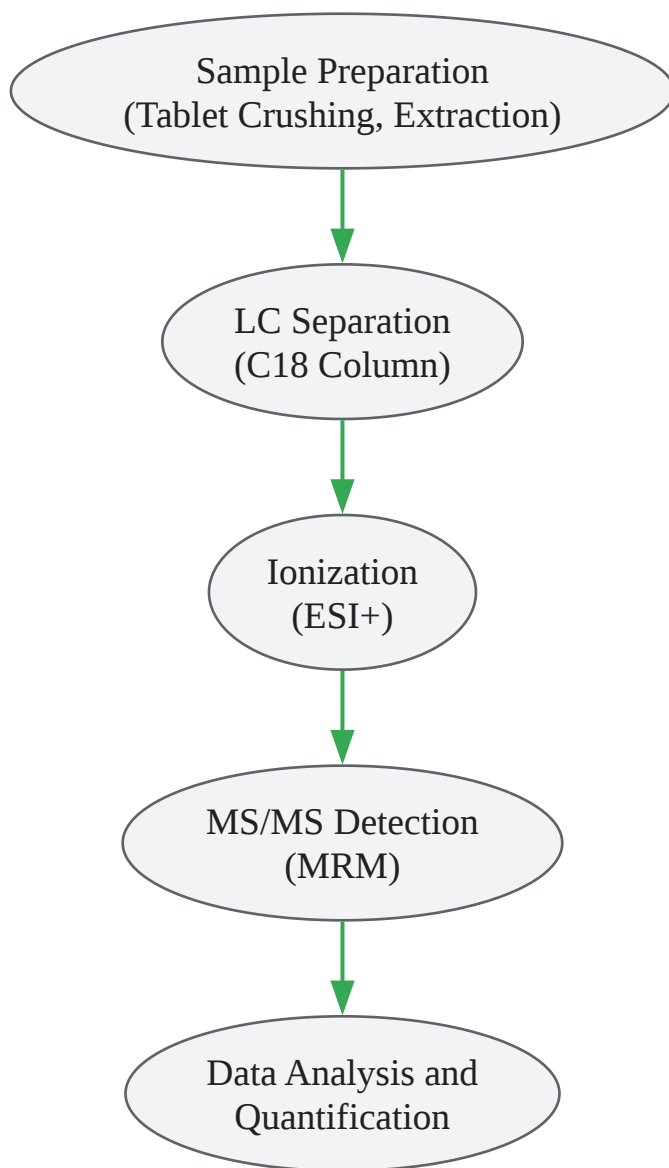 Sample Preparation
(Tablet Crushing, Extraction)
LC Separation
(C18 Column)
Ionization
(ESI+)
MS/MS Detection
(MRM)
Data Analysis and
Quantification